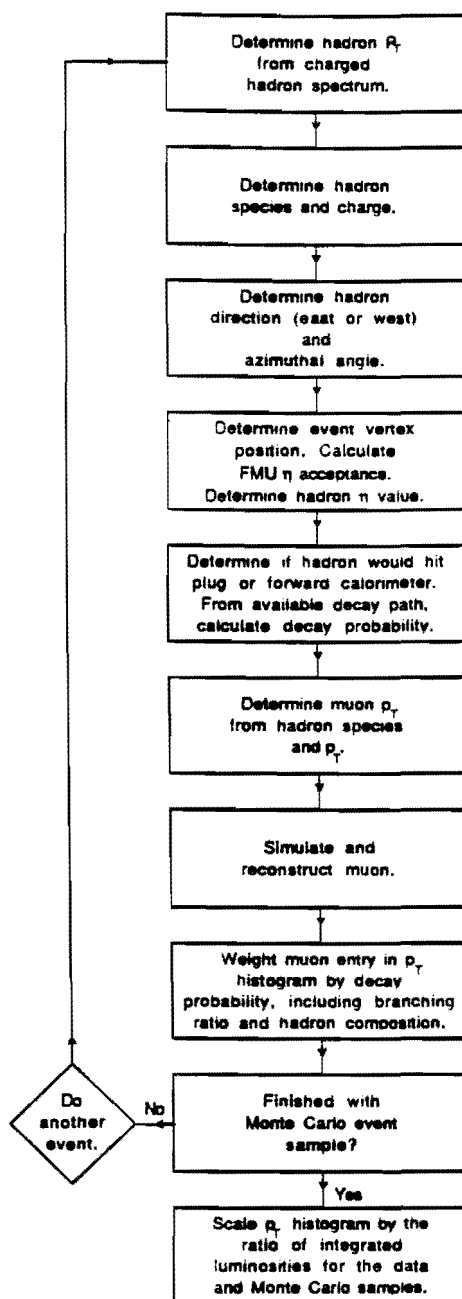 Determine hadron P_T
from charged
hadron spectrum.
Determine hadron
species and charge.
Determine hadron
direction (east or west)
and
azimuthal angle.
Determine event vertex
position. Calculate
FMU η acceptance.
Determine hadron η value.
Determine if hadron would hit
plug or forward calorimeter.
From available decay path,
calculate decay probability.
Determine muon p_T
from hadron species
and p_T.
Simulate and
reconstruct muon.
Weight muon entry in p_T
histogram by decay
probability, including branching
ratio and hadron composition.
Do
another
event.
No
Finished with
Monte Carlo event
sample?
Yes
Scale p_T histogram by the
ratio of integrated
luminosities for the data
and Monte Carlo samples.